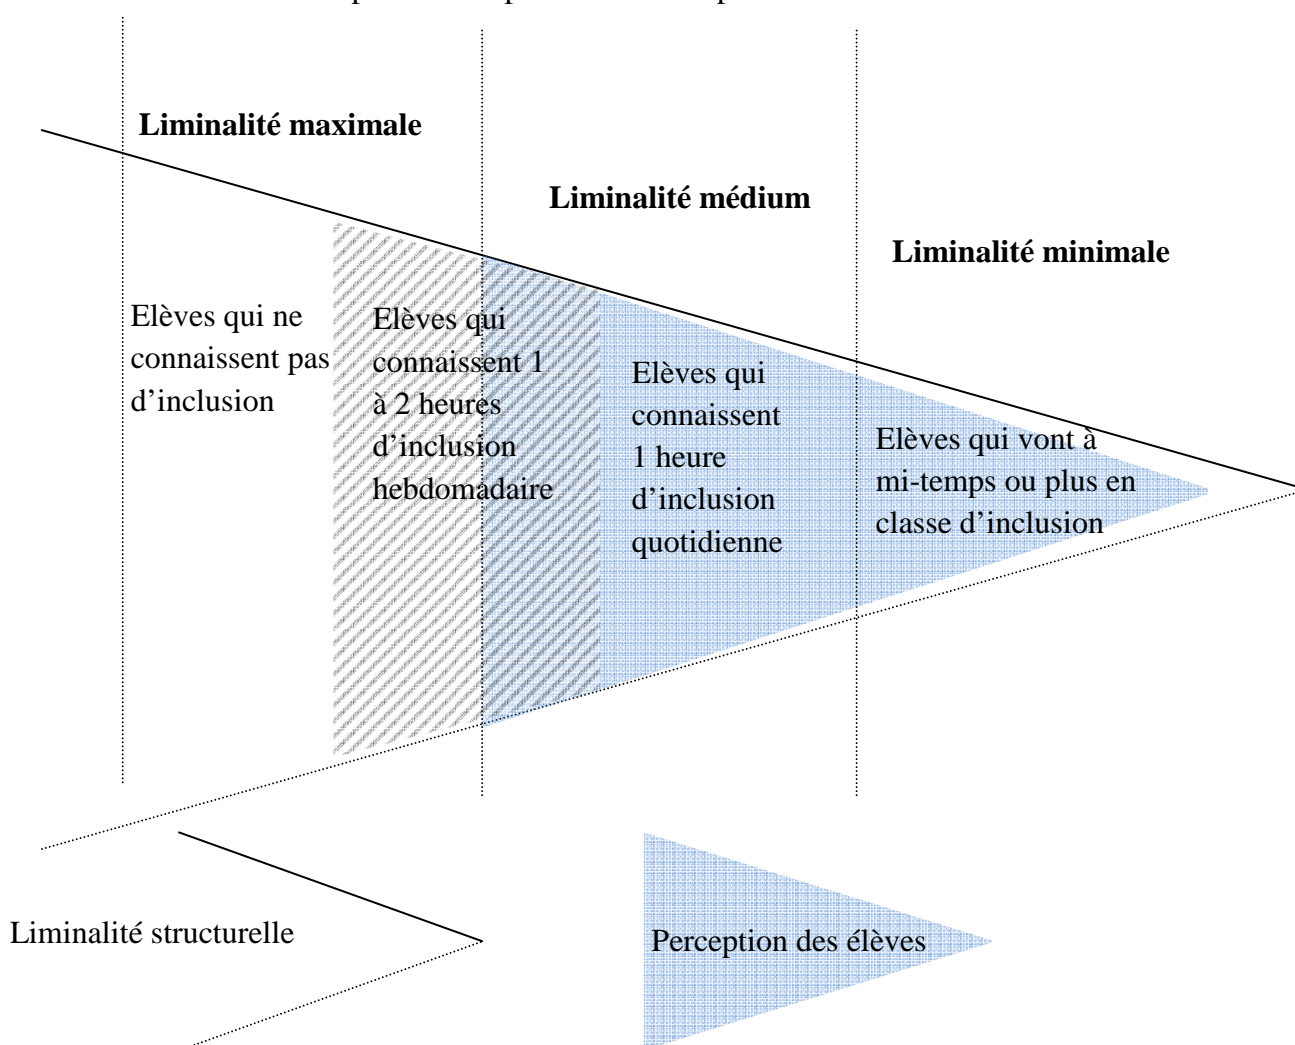 Liminalité maximale
Liminalité médium
Liminalité minimale
Elèves qui ne
connaissent pas
d’inclusion
Elèves qui
connaissent 1
à 2 heures
d’inclusion
hebdomadaire
Elèves qui
connaissent
1 heure
d’inclusion
quotidienne
Elèves qui vont à
mi-temps ou plus en
classe d’inclusion
Liminalité structurelle
Perception des élèves